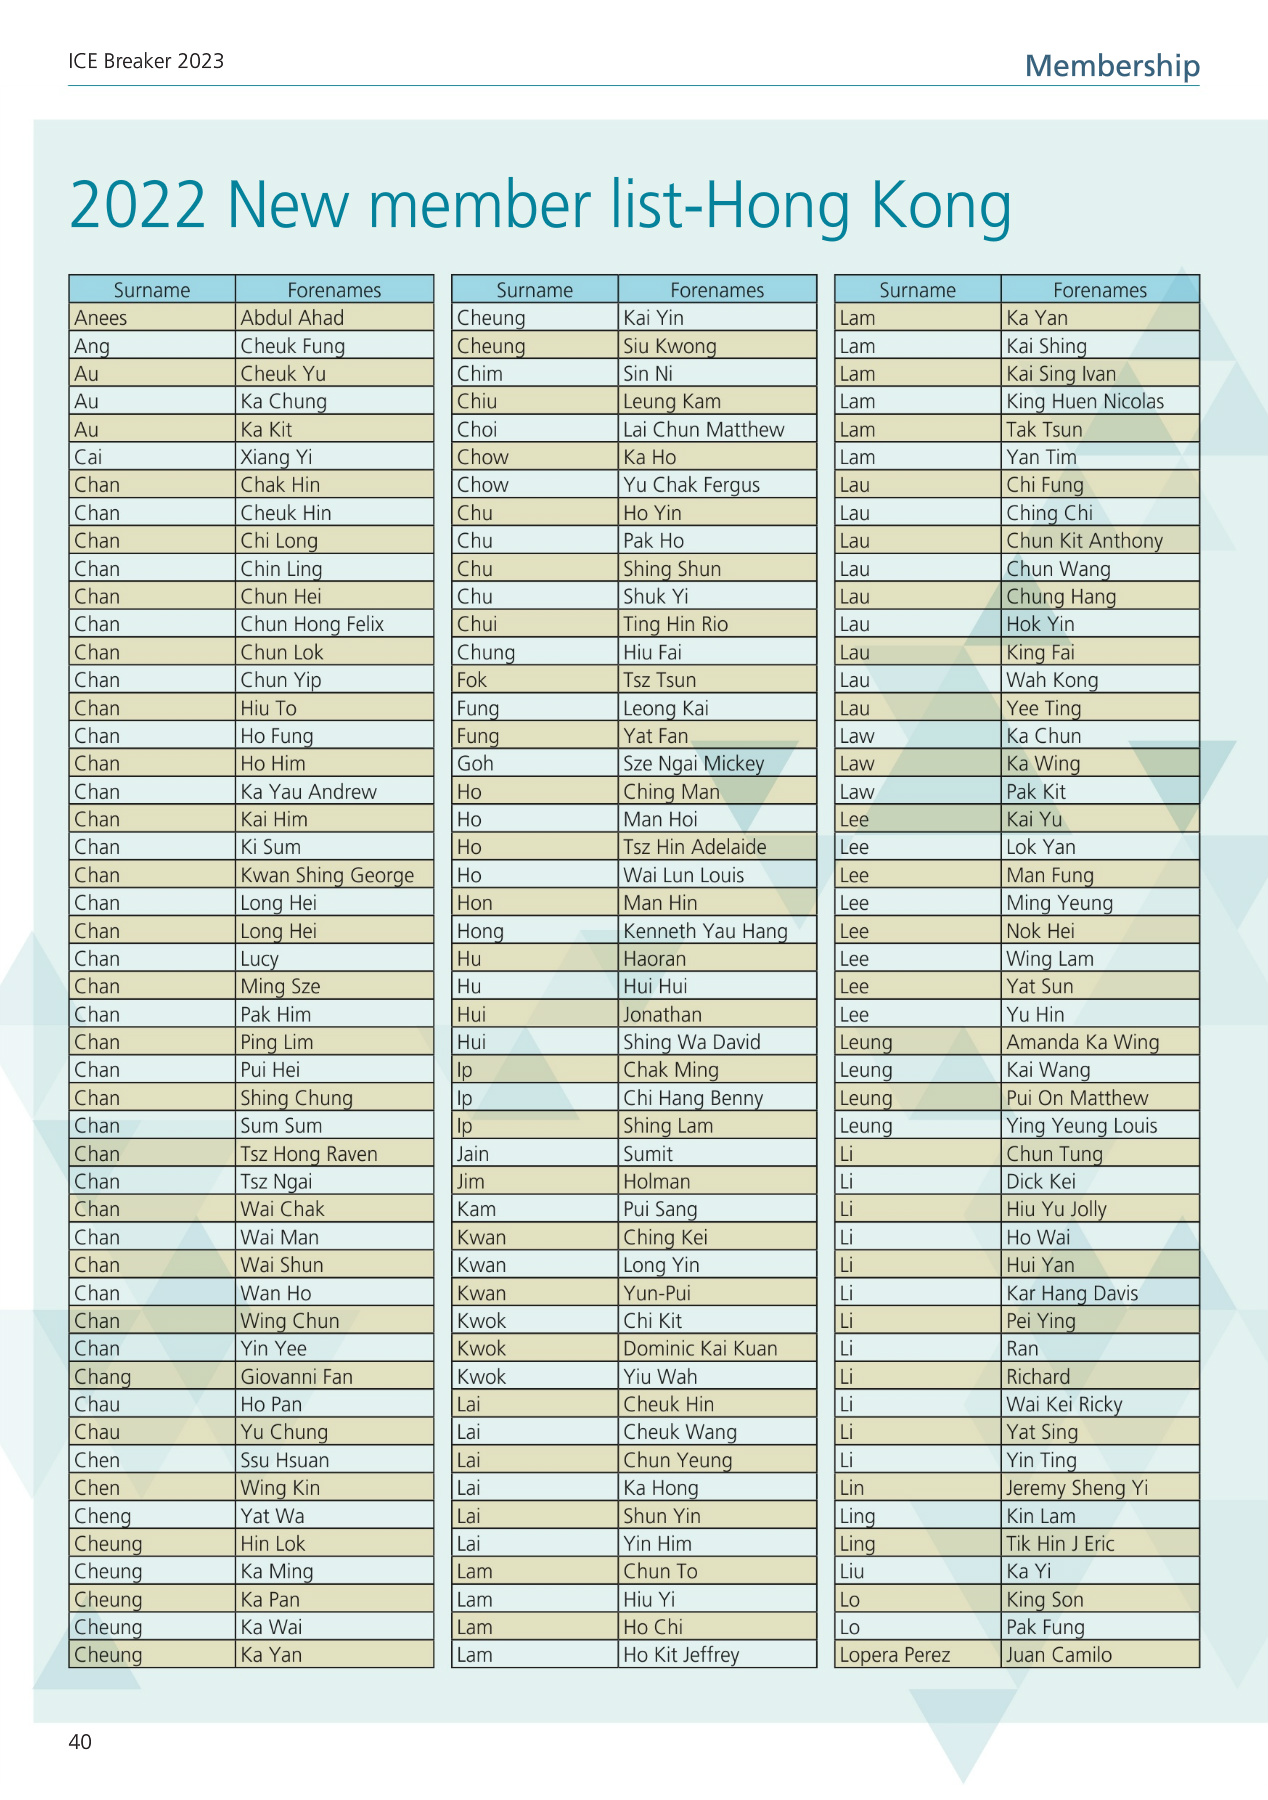 ICE Breaker 2023
Membership
2022 New member list-Hong Kong
Surname Forenames
Anees Abdul Ahad
Ang Cheuk Fung
Au Cheuk Yu
Au Ka Chung
Au Ka Kit
Cai Xiang Yi
Chan Chak Hin
Chan Cheuk Hin
Chan Chi Long
Chan Chin Ling
Chan Chun Hei
Chan Chun Hong Felix
Chan Chun Lok
Chan Chun Yip
Chan Hiu To
Chan Ho Fung
Chan Ho Him
Chan Ka Yau Andrew
Chan Kai Him
Chan Ki Sum
Chan Kwan Shing George
Chan Long Hei
Chan Long Hei
Chan Lucy
Chan Ming Sze
Chan Pak Him
Chan Ping Lim
Chan Pui Hei
Chan Shing Chung
Chan Sum Sum
Chan Tsz Hong Raven
Chan Tsz Ngai
Chan Wai Chak
Chan Wai Man
Chan Wai Shun
Chan Wan Ho
Chan Wing Chun
Chan Yin Yee
Chang Giovanni Fan
Chau Ho Pan
Chau Yu Chung
Chen Ssu Hsuan
Chen Wing Kin
Cheng Yat Wa
Cheung Hin Lok
Cheung Ka Ming
Cheung Ka Pan
Cheung Ka Wai
Cheung Ka Yan
Surname Forenames
Cheung Kai Yin
Cheung Siu Kwong
Chim Sin Ni
Chiu Leung Kam
Choi Lai Chun Matthew
Chow Ka Ho
Chow Yu Chak Fergus
Chu Ho Yin
Chu Pak Ho
Chu Shing Shun
Chu Shuk Yi
Chui Ting Hin Rio
Chung Hiu Fai
Fok Tsz Tsun
Fung Leong Kai
Fung Yat Fan
Goh Sze Ngai Mickey
Ho Ching Man
Ho Man Hoi
Ho Tsz Hin Adelaide
Ho Wai Lun Louis
Hon Man Hin
Hong Kenneth Yau Hang
Hu Haoran
Hu Hui Hui
Hui Jonathan
Hui Shing Wa David
Ip Chak Ming
Ip Chi Hang Benny
Ip Shing Lam
Jain Sumit
Jim Holman
Kam Pui Sang
Kwan Ching Kei
Kwan Long Yin
Kwan Yun-Pui
Kwok Chi Kit
Kwok Dominic Kai Kuan
Kwok Yiu Wah
Lai Cheuk Hin
Lai Cheuk Wang
Lai Chun Yeung
Lai Ka Hong
Lai Shun Yin
Lai Yin Him
Lam Chun To
Lam Hiu Yi
Lam Ho Chi
Lam Ho Kit Jeffrey
Surname Forenames
Lam Ka Yan
Lam Kai Shing
Lam Kai Sing Ivan
Lam King Huen Nicolas
Lam Tak Tsun
Lam Yan Tim
Lau Chi Fung
Lau Ching Chi
Lau Chun Kit Anthony
Lau Chun Wang
Lau Chung Hang
Lau Hok Yin
Lau King Fai
Lau Wah Kong
Lau Yee Ting
Law Ka Chun
Law Ka Wing
Law Pak Kit
Lee Kai Yu
Lee Lok Yan
Lee Man Fung
Lee Ming Yeung
Lee Nok Hei
Lee Wing Lam
Lee Yat Sun
Lee Yu Hin
Leung Amanda Ka Wing
Leung Kai Wang
Leung Pui On Matthew
Leung Ying Yeung Louis
Li Chun Tung
Li Dick Kei
Li Hiu Yu Jolly
Li Ho Wai
Li Hui Yan
Li Kar Hang Davis
Li Pei Ying
Li Ran
Li Richard
Li Wai Kei Ricky
Li Yat Sing
Li Yin Ting
Lin Jeremy Sheng Yi
Ling Kin Lam
Ling Tik Hin J Eric
Liu Ka Yi
Lo King Son
Lo Pak Fung
Lopera Perez Juan Camilo
40